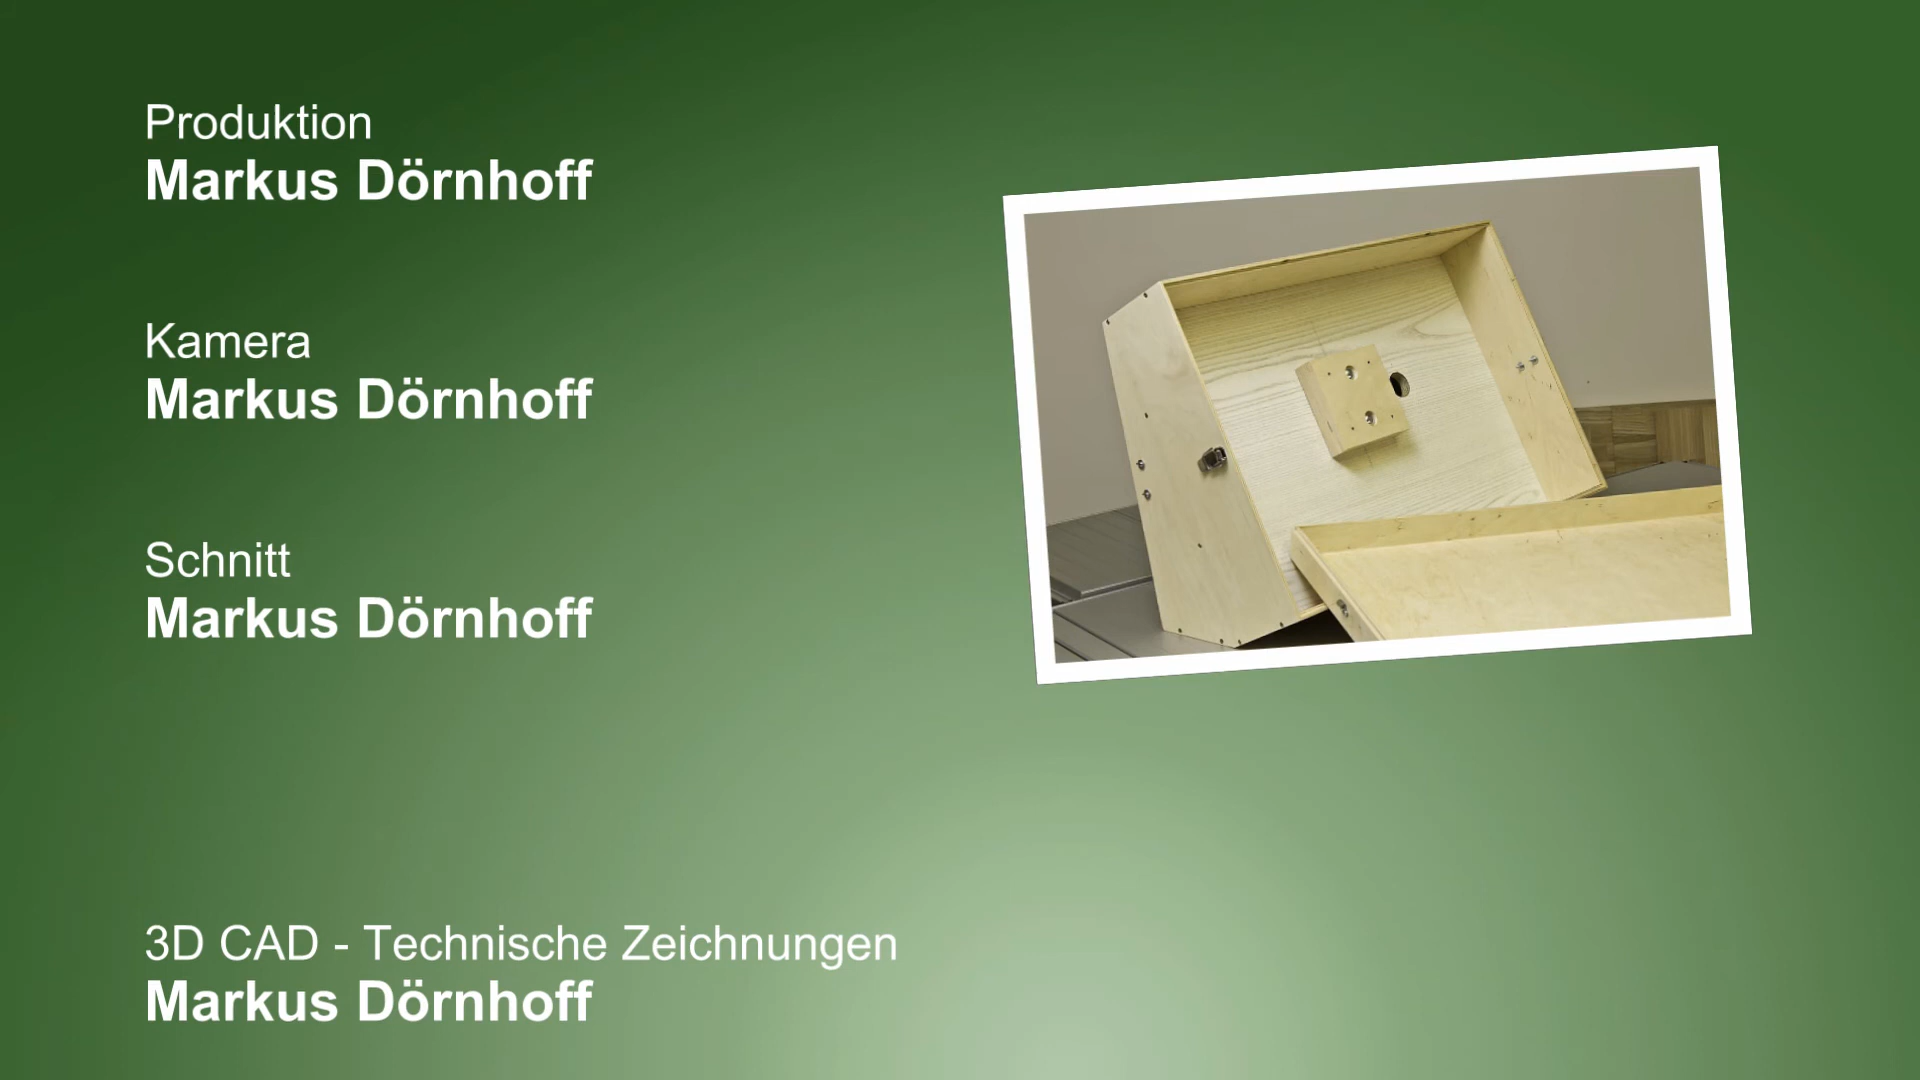 Produktion
Markus Dörnhoff
Kamera
Markus Dörnhoff
Schnitt
Markus Dörnhoff
3D CAD - Technische Zeichnungen
Markus Dörnhoff